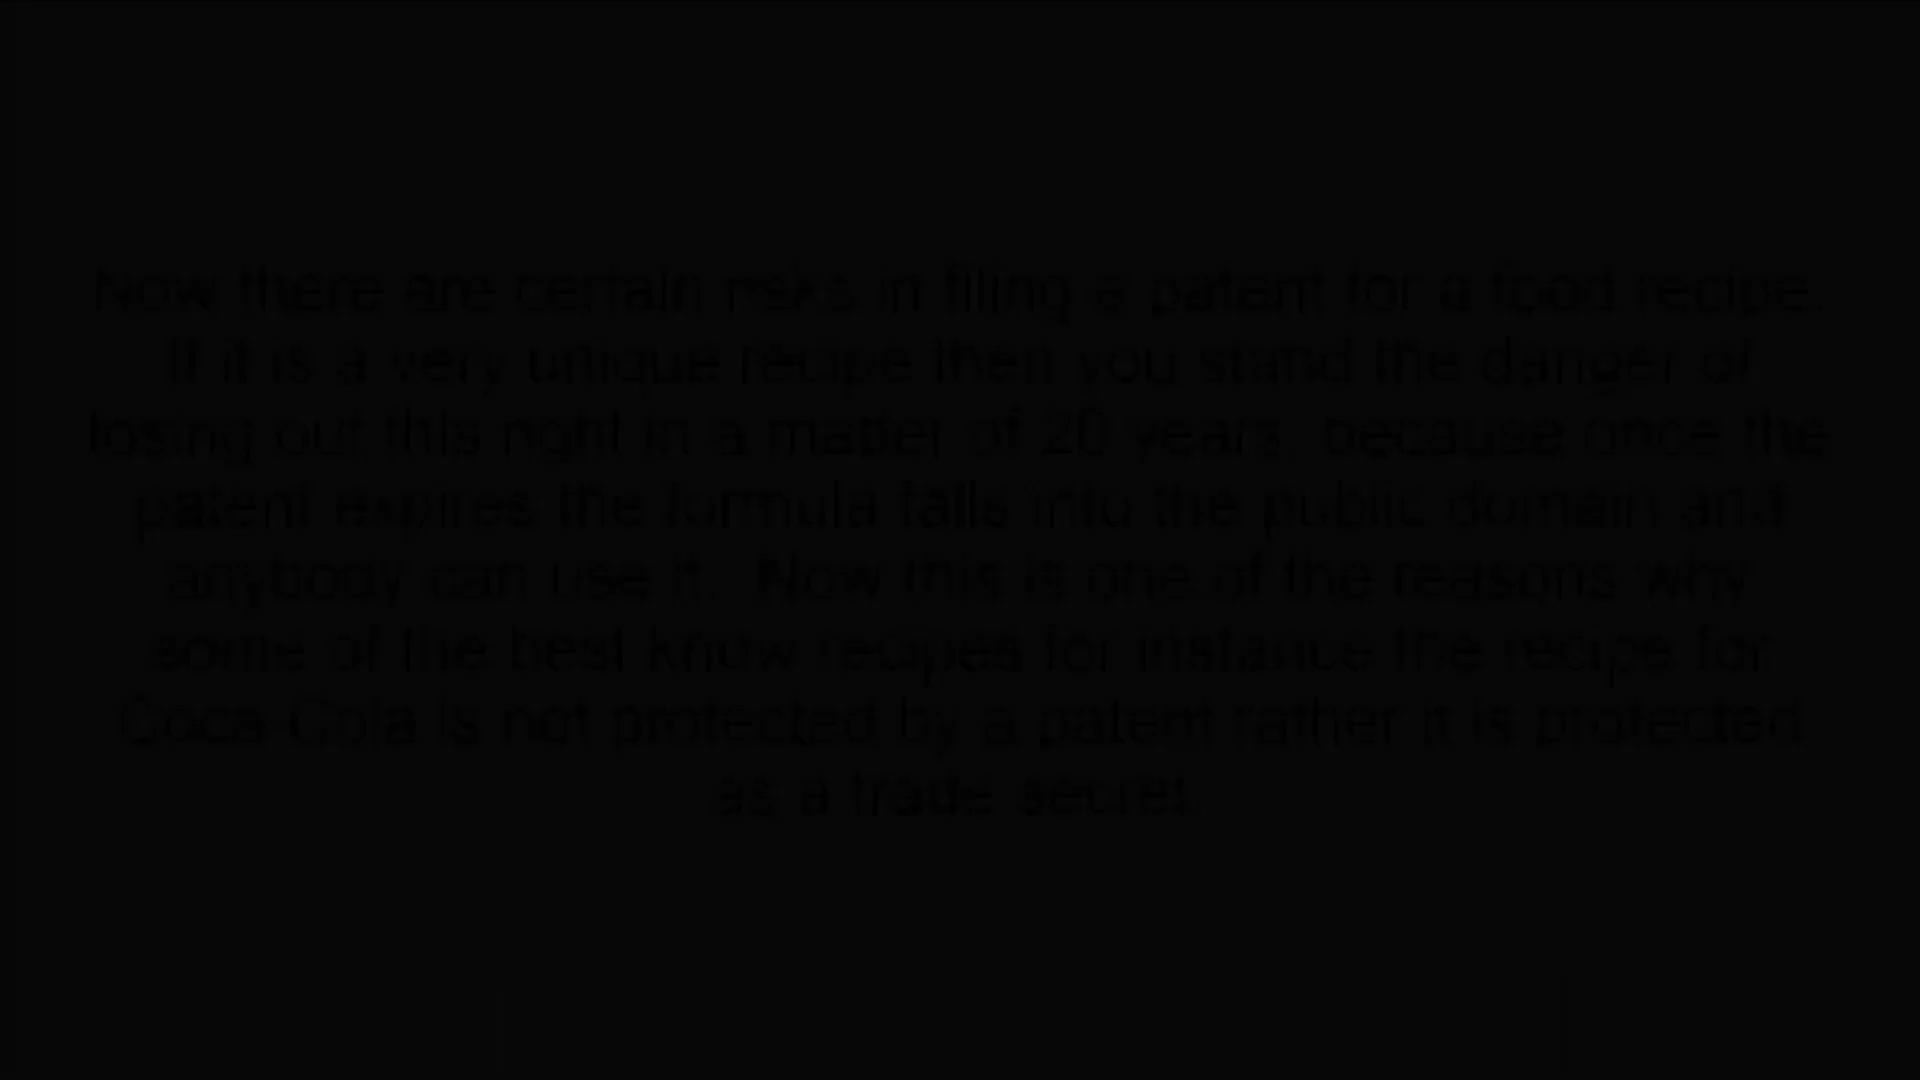 Now there are certain risks in filing a patent for a food recipe.
If it is a very unique recipe then you stand the danger of
losing out this right in a matter of 20 years, because once the
patent expires the formula falls into the public domain and
anybody can use it. Now this is one of the reasons why
some of the best know recipes for instance the recipe for
Coca-Cola is not protected by a patent rather it is protected
as a trade secret.